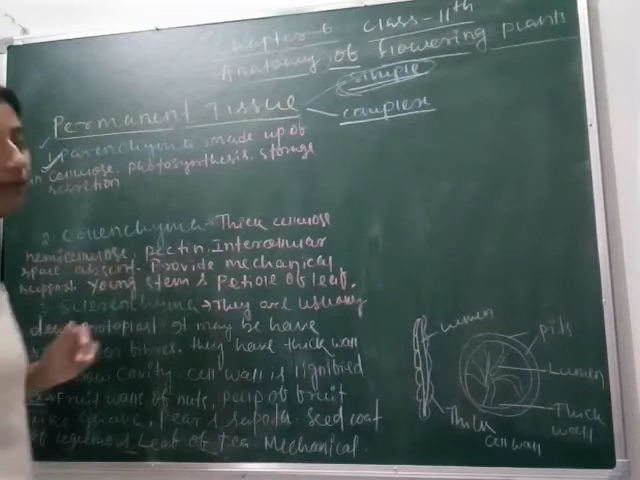 Chapter-6 Class-11th
Anatomy of Flowering plants
Permanent Tissue
Simple
complex
1 Parenchyma made up of
cellulose, photosynthesis, storage
secretion
2 Collenchyma → Thick cellulose
hemicellulose, pectin. Intercellular
space absent. Provide mechanical
support young stem & petiole of leaf.
3 Sclerenchyma → They are usually
dead protoplast It may be have
or fibres. they have thick wall
Cavity cell wall is lignified
Fruit walls of nuts, pulp of fruit
like Guava, Pear & sapota. Seed coat
of legumes & Leaf of tea. Mechanical.
Lumen
Thick
pits
Lumen
Thick
wall
cell wall